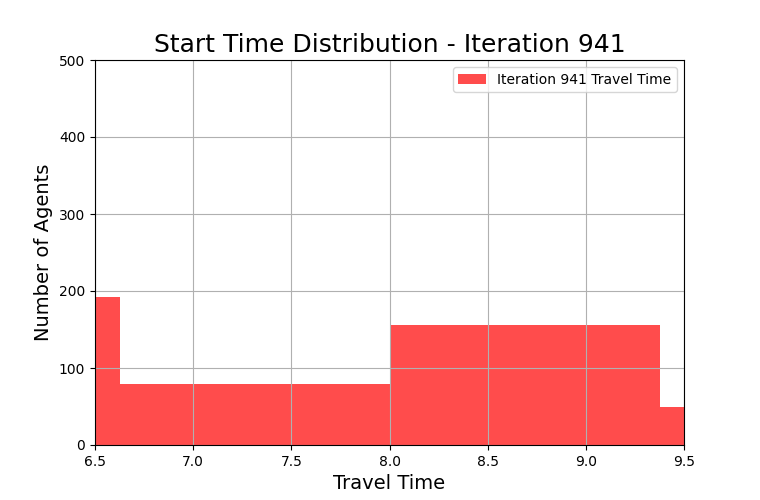 Start Time Distribution - Iteration 941
Iteration 941 Travel Time
Number of Agents
500
400
300
200
100
0
6.5 7.0 7.5 8.0 8.5 9.0 9.5
Travel Time